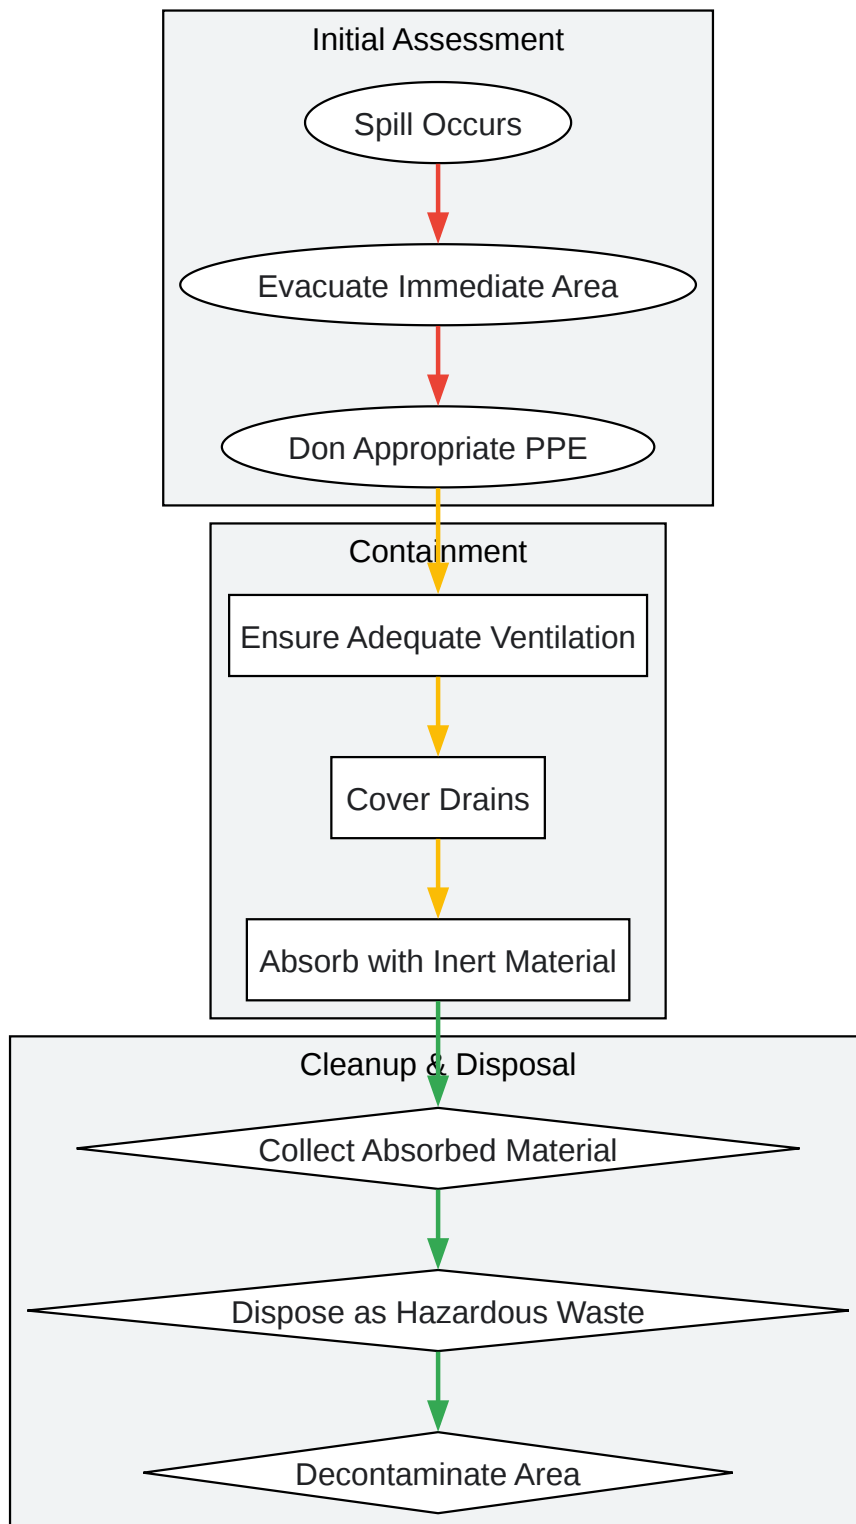 Initial Assessment
Spill Occurs
Evacuate Immediate Area
Don Appropriate PPE
Containment
Ensure Adequate Ventilation
Cover Drains
Absorb with Inert Material
Cleanup & Disposal
Collect Absorbed Material
Dispose as Hazardous Waste
Decontaminate Area